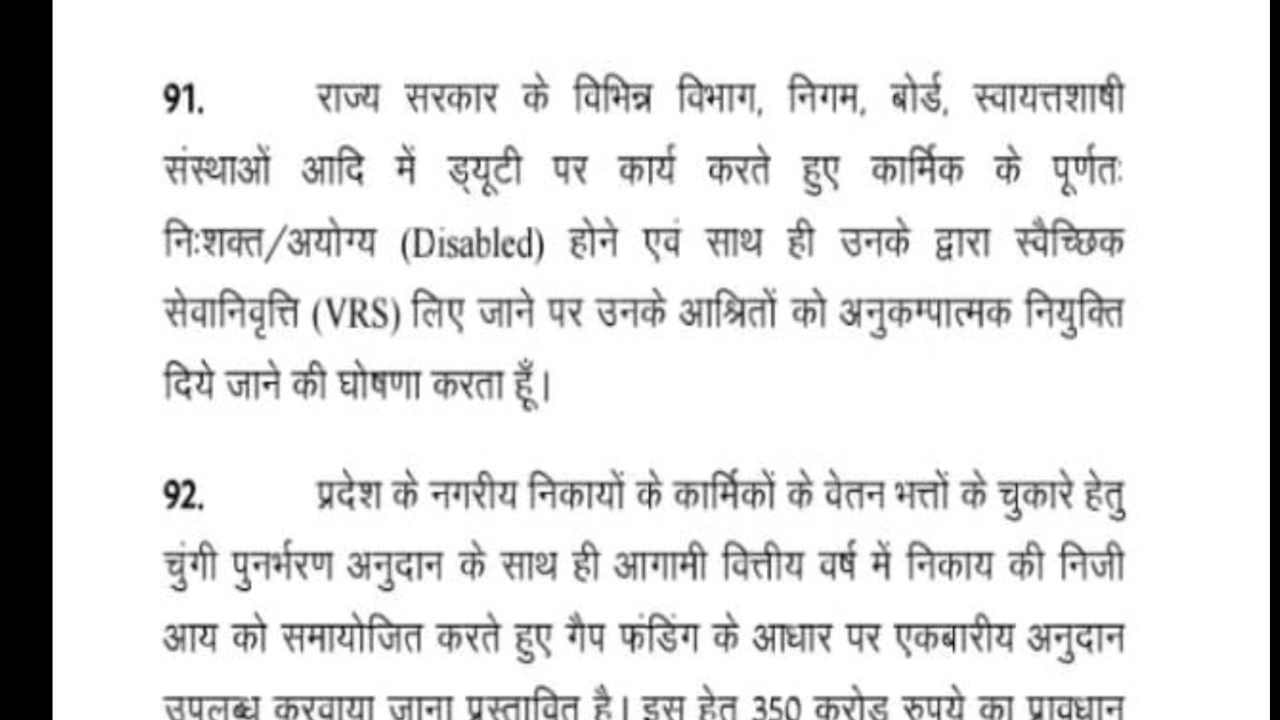 91. राज्य सरकार के विभिन्न विभाग, निगम, बोर्ड, स्वायत्तशाषी
संस्थाओं आदि में ड्यूटी पर कार्य करते हुए कार्मिक के पूर्णतः
निःशक्त/अयोग्य (Disabled) होने एवं साथ ही उनके द्वारा स्वैच्छिक
सेवानिवृत्ति (VRS) लिए जाने पर उनके आश्रितों को अनुकम्पात्मक नियुक्ति
दिये जाने की घोषणा करता हूँ।
92. प्रदेश के नगरीय निकायों के कार्मिकों के वेतन भत्तों के चुकारे हेतु
चुंगी पुनर्भरण अनुदान के साथ ही आगामी वित्तीय वर्ष में निकाय की निजी
आय को समायोजित करते हुए गैप फंडिंग के आधार पर एकबारीय अनुदान
उपलब्ध करवाया जाना प्रस्तावित है। इस हेतु 350 करोड़ रुपये का प्रावधान